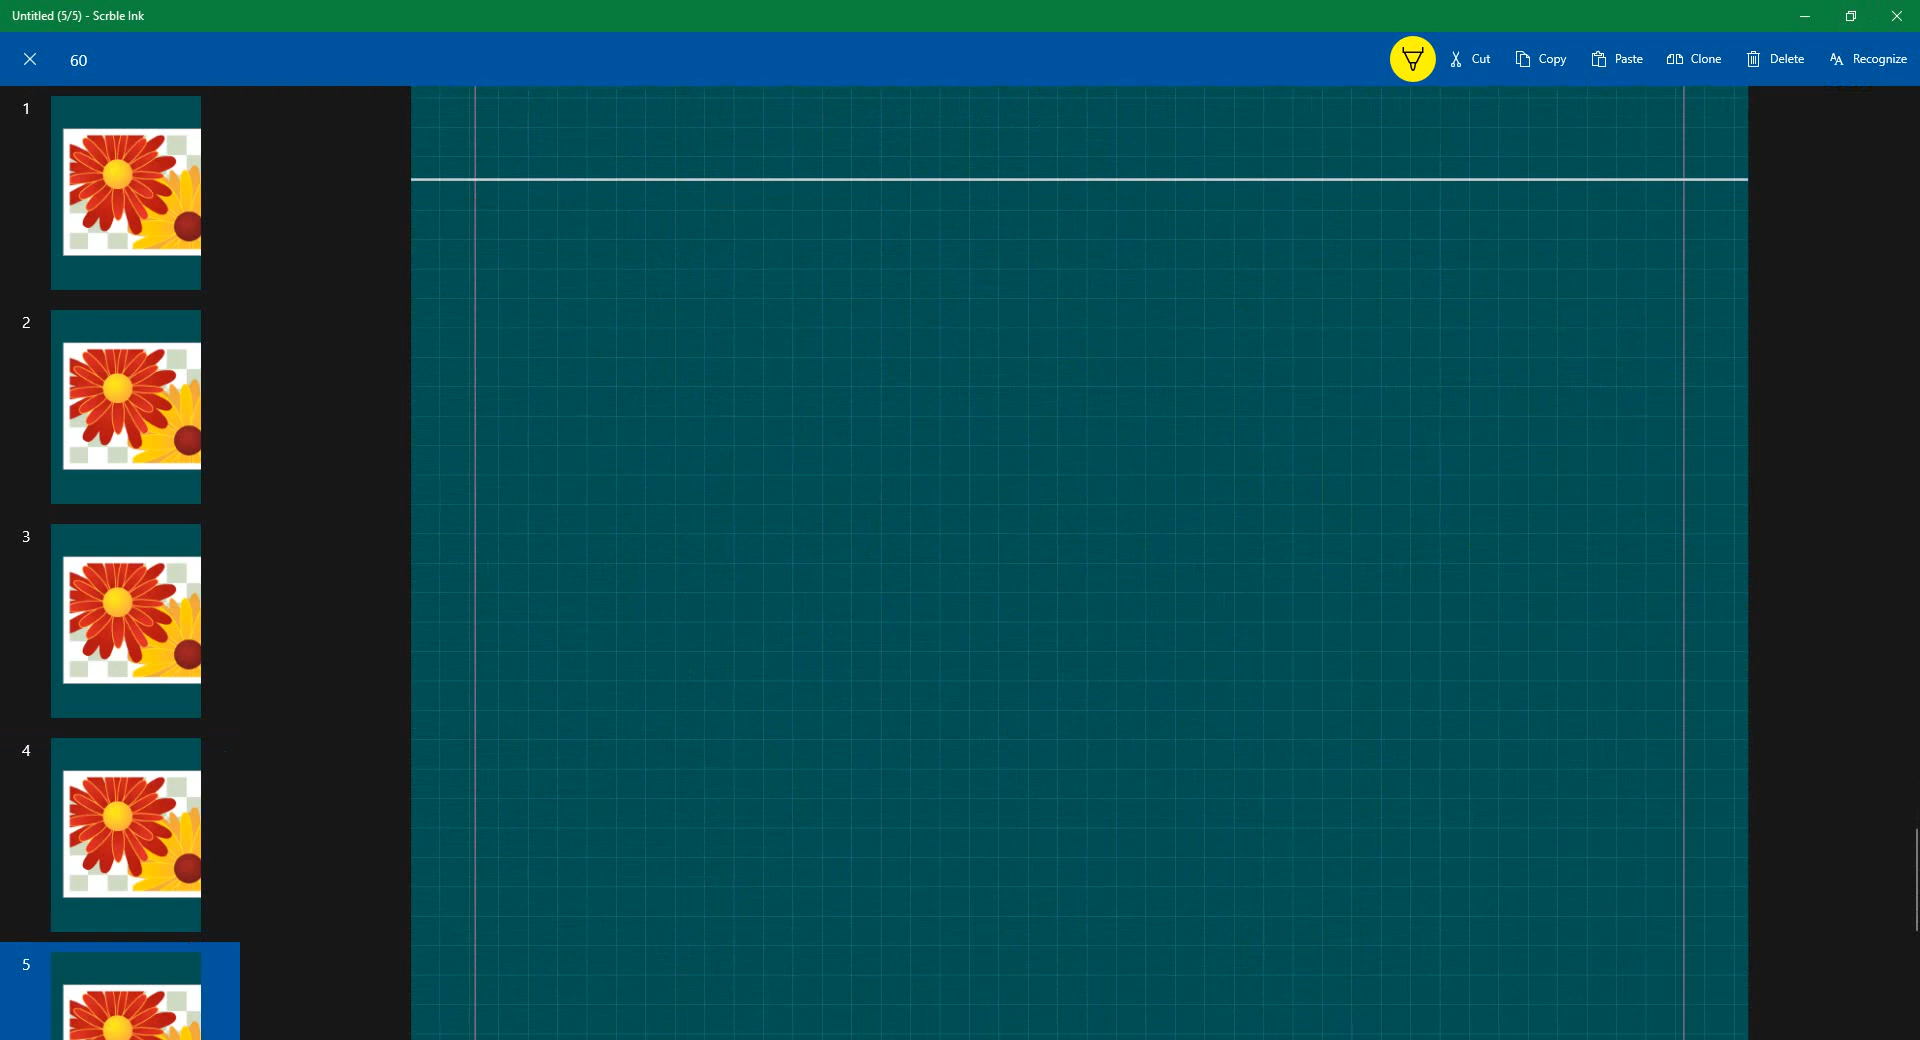 Untitled (5/5) - Scrble Ink
60
Cut
Copy
Paste
Clone
Delete
Recognize
1
2
3
4
5